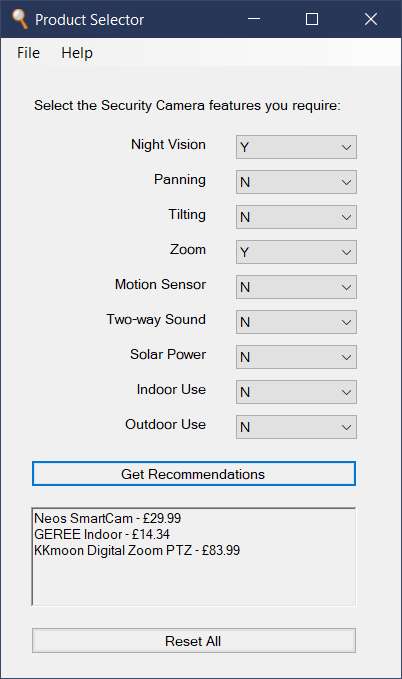 Product Selector
File Help
Select the Security Camera features you require:
Night Vision Y
Panning N
Tilting N
Zoom Y
Motion Sensor N
Two-way Sound N
Solar Power N
Indoor Use N
Outdoor Use N
Get Recommendations
Neos SmartCam - £29.99
GEREE Indoor - £14.34
KKmoon Digital Zoom PTZ - £83.99
Reset All